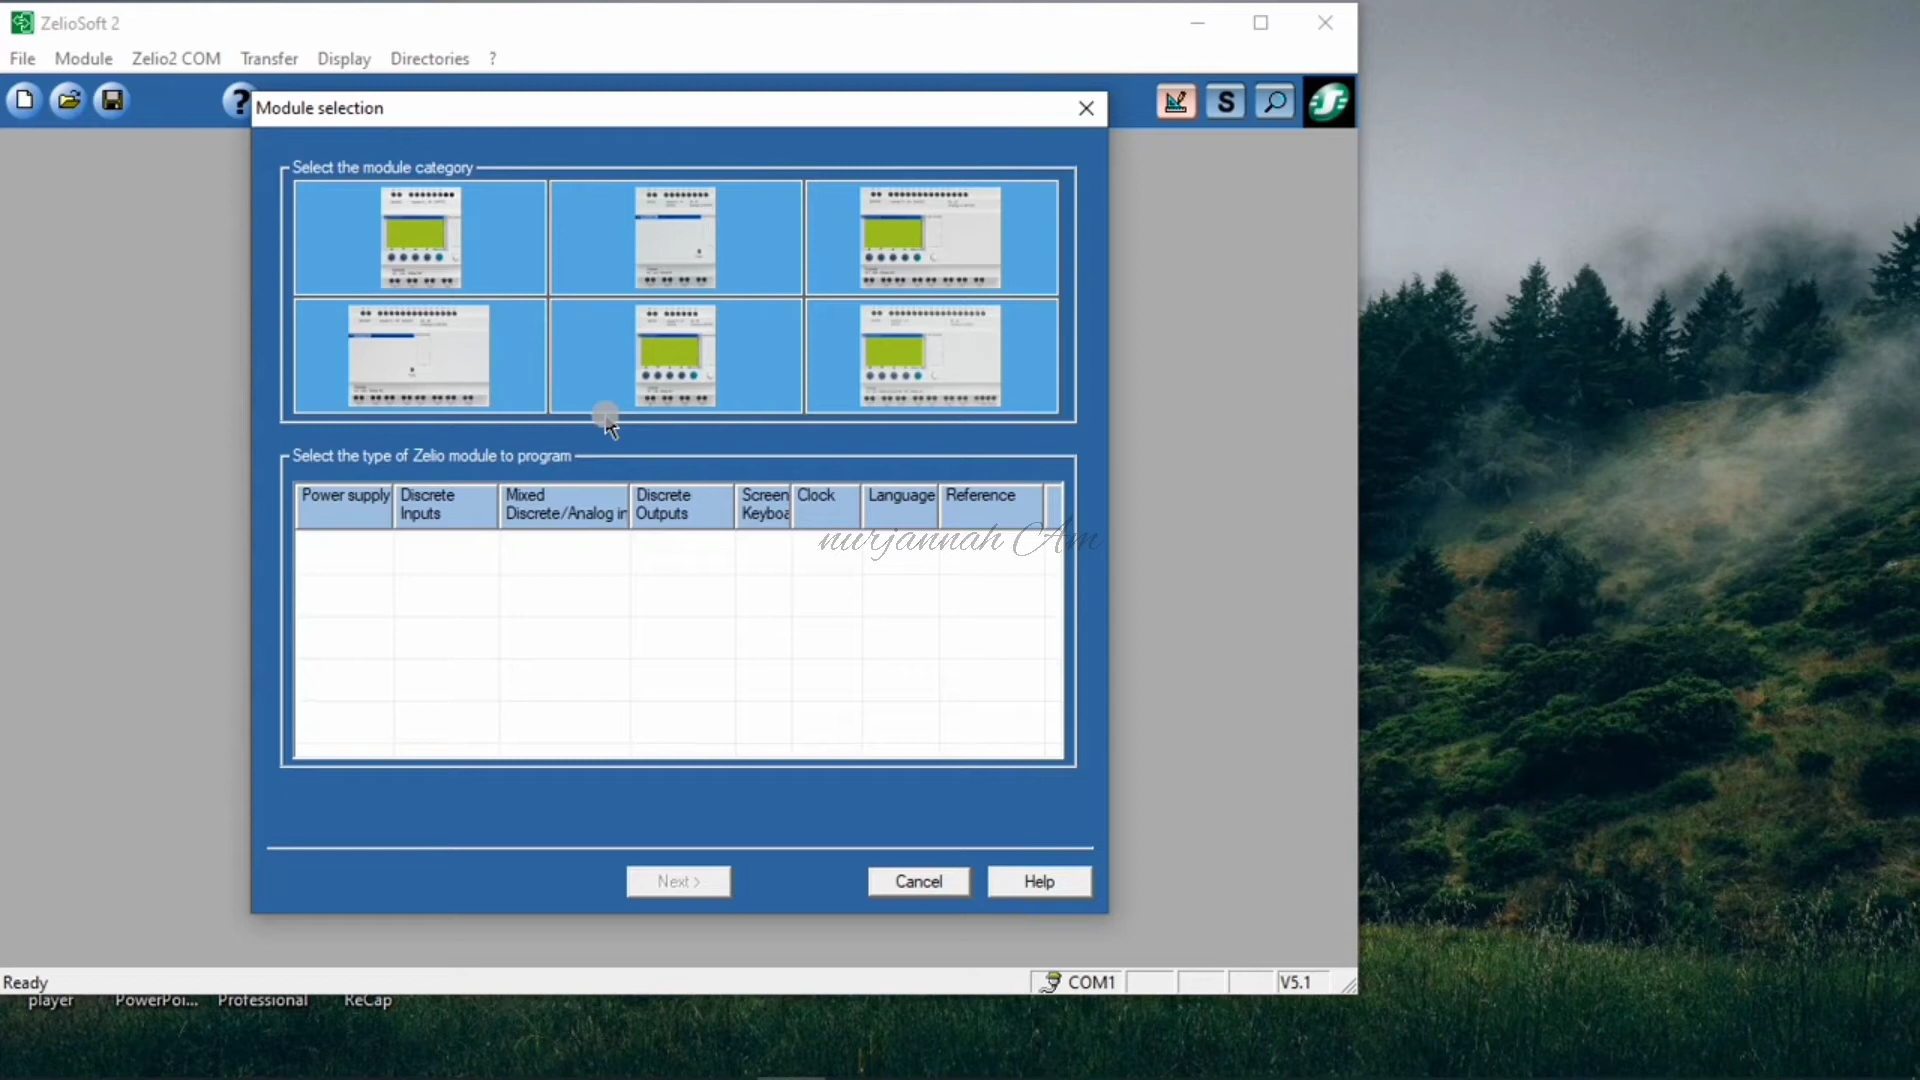 ZelioSoft 2
File Module Zelio2 COM Transfer Display Directories ?
?
S
Module selection
Select the module category
Select the type of Zelio module to program
Power supply
Discrete
Inputs
Mixed
Discrete/Analog in
Discrete
Outputs
Screen
Keyboa
Clock
Language
Reference
nurjannah Am
Next >
Cancel
Help
Ready
COM1
V5.1
player
PowerPoi...
Professional
ReCap